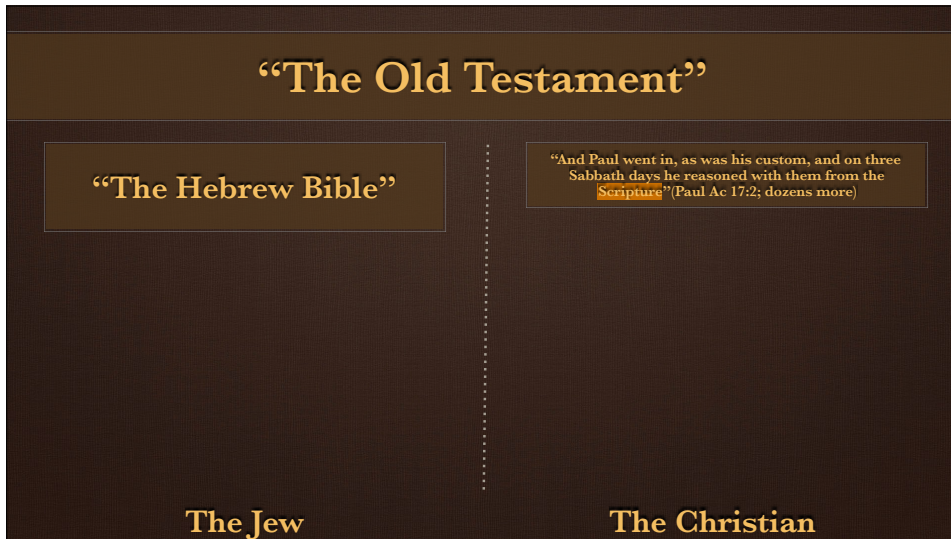 “The Old Testament”
“The Hebrew Bible”
“And Paul went in, as was his custom, and on three
Sabbath days he reasoned with them from the
Scripture”(Paul Ac 17:2; dozens more)
The Jew
The Christian